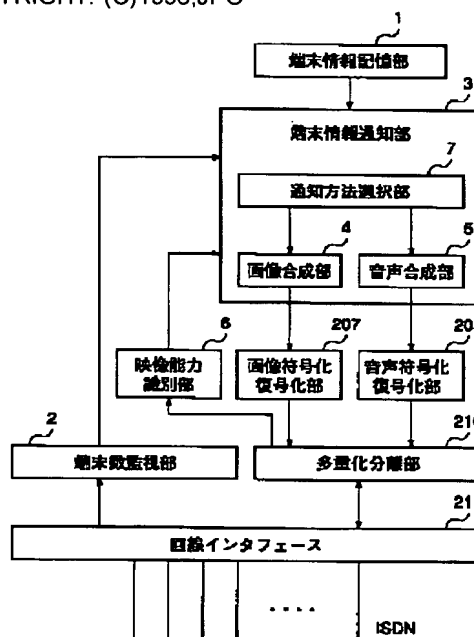 1
端末情報記憶部
3
端末情報通知部
7
通知方法選択部
4
5
画像合成部
音声合成部
6
207
映像能力
識別部
画像符号化
復号化部
音声符号化
復号化部
2
端末数監視部
多重化分離部
21
回線インタフェース
ISDN